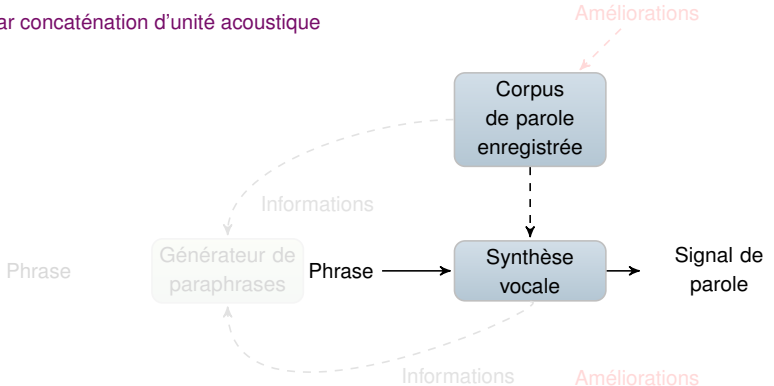 Améliorations
ar concaténation d'unité acoustique
Corpus
de parole
enregistrée
Informations
Phrase
Générateur de
paraphrases
Phrase
Synthèse
vocale
Signal de
parole
Informations
Améliorations